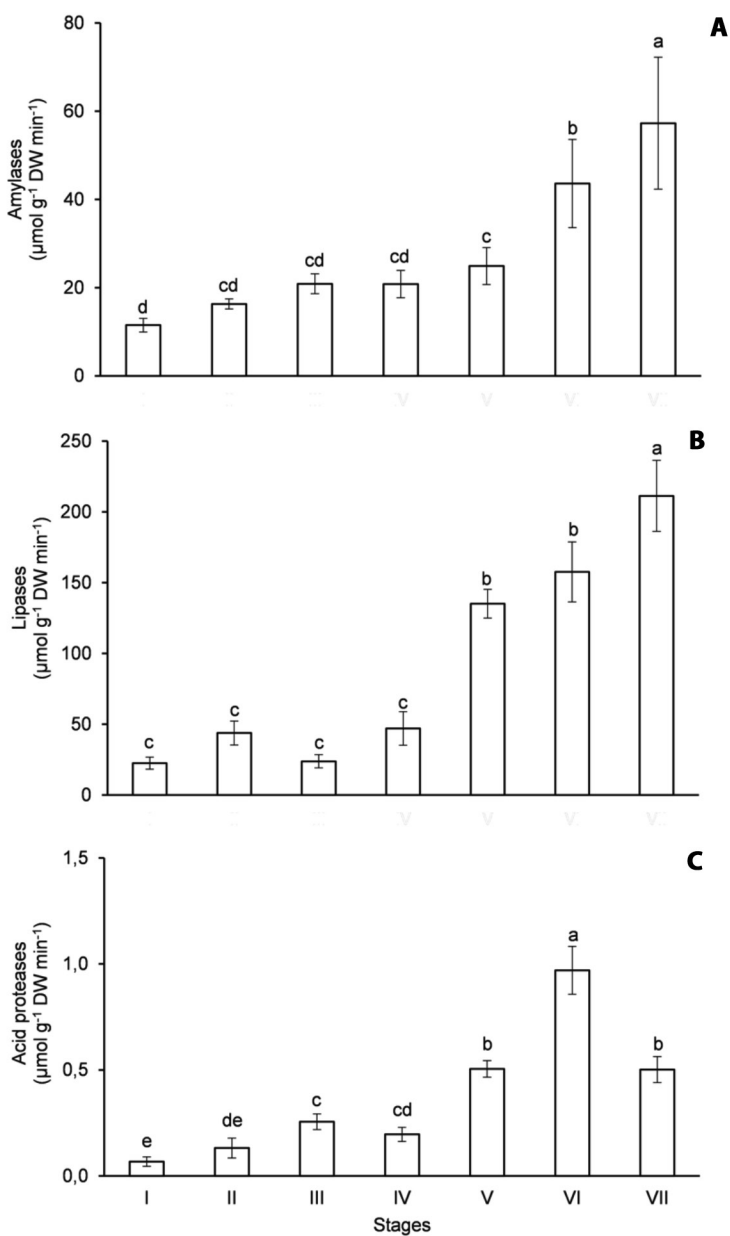 A
Amylases
(µmol g⁻¹ DW min⁻¹)
80
60
40
20
0
d
cd
cd
cd
c
b
a
B
Lipases
(µmol g⁻¹ DW min⁻¹)
250
200
150
100
50
0
c
c
c
c
b
b
a
C
Acid proteases
(µmol g⁻¹ DW min⁻¹)
1,5
1,0
0,5
0,0
e
de
c
cd
b
a
b
I II III IV V VI VII
Stages